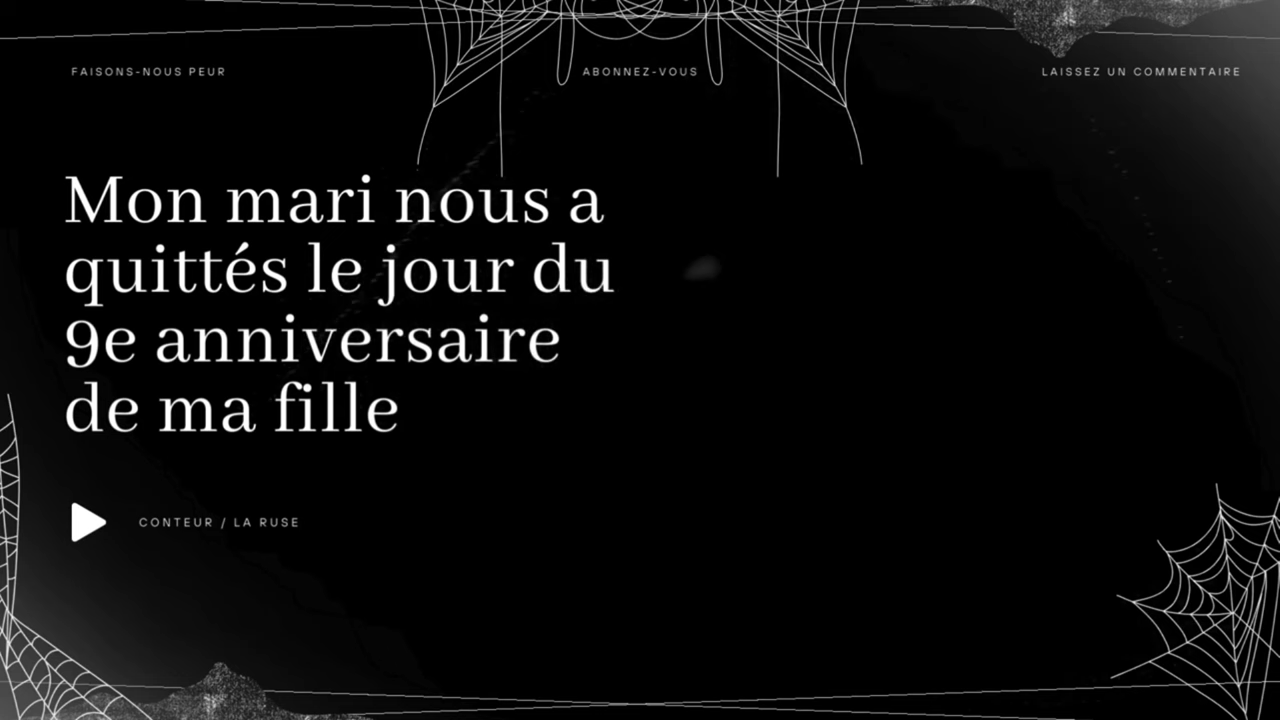 FAISONS-NOUS PEUR
ABONNEZ-VOUS
LAISSEZ UN COMMENTAIRE
Mon mari nous a
quittés le jour du
9e anniversaire
de ma fille
CONTEUR / LA RUSE